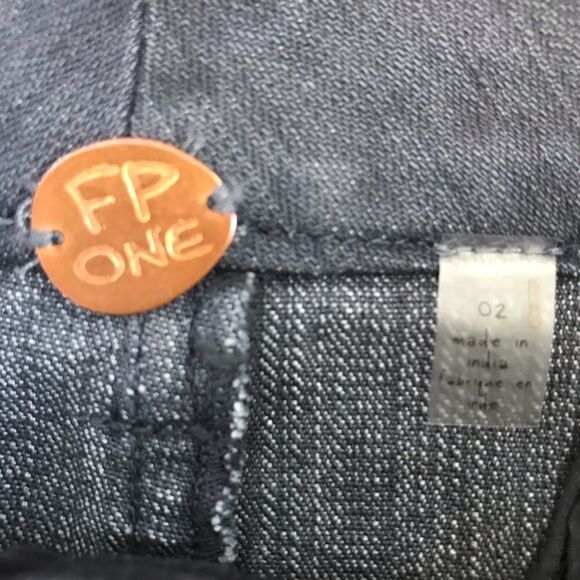 FP
ONE
02
made in
india
fabriqué en
inde